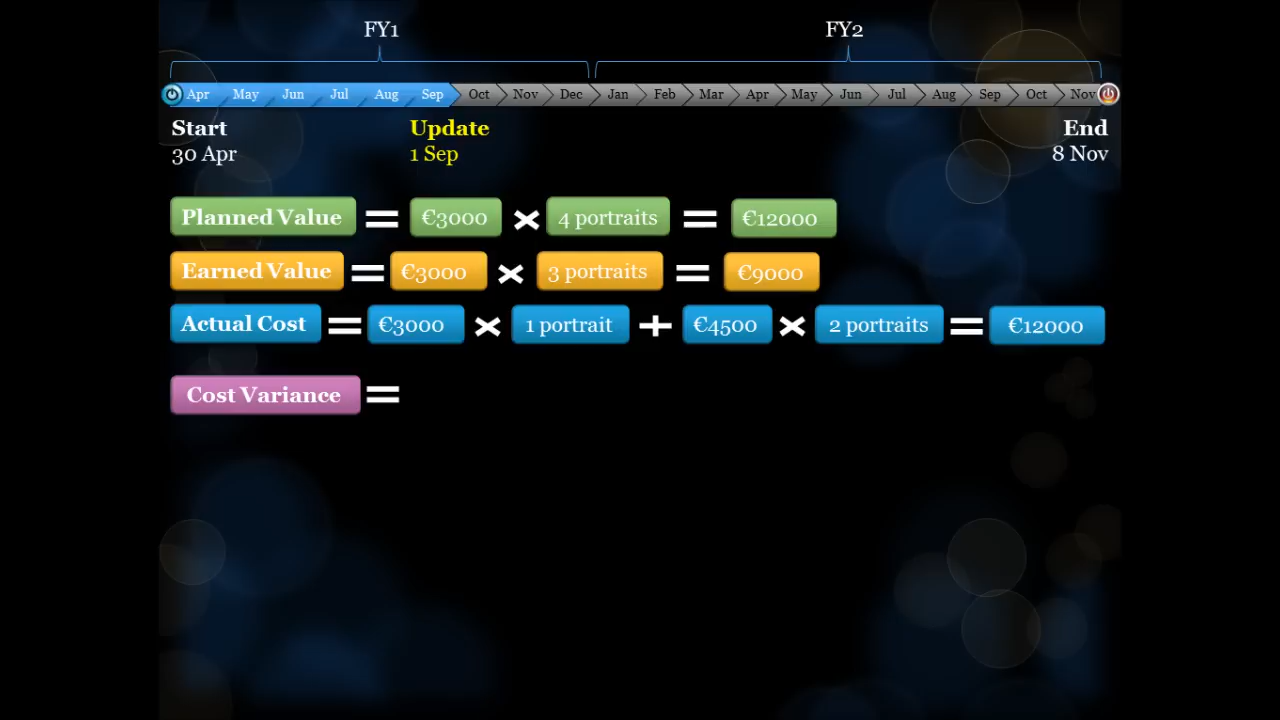 FY1 FY2
Apr May Jun Jul Aug Sep Oct Nov Dec Jan Feb Mar Apr May Jun Jul Aug Sep Oct Nov
Start Update End
30 Apr 1 Sep 8 Nov
Planned Value = €3000 × 4 portraits = €12000
Earned Value = €3000 × 3 portraits = €9000
Actual Cost = €3000 × 1 portrait + €4500 × 2 portraits = €12000
Cost Variance =